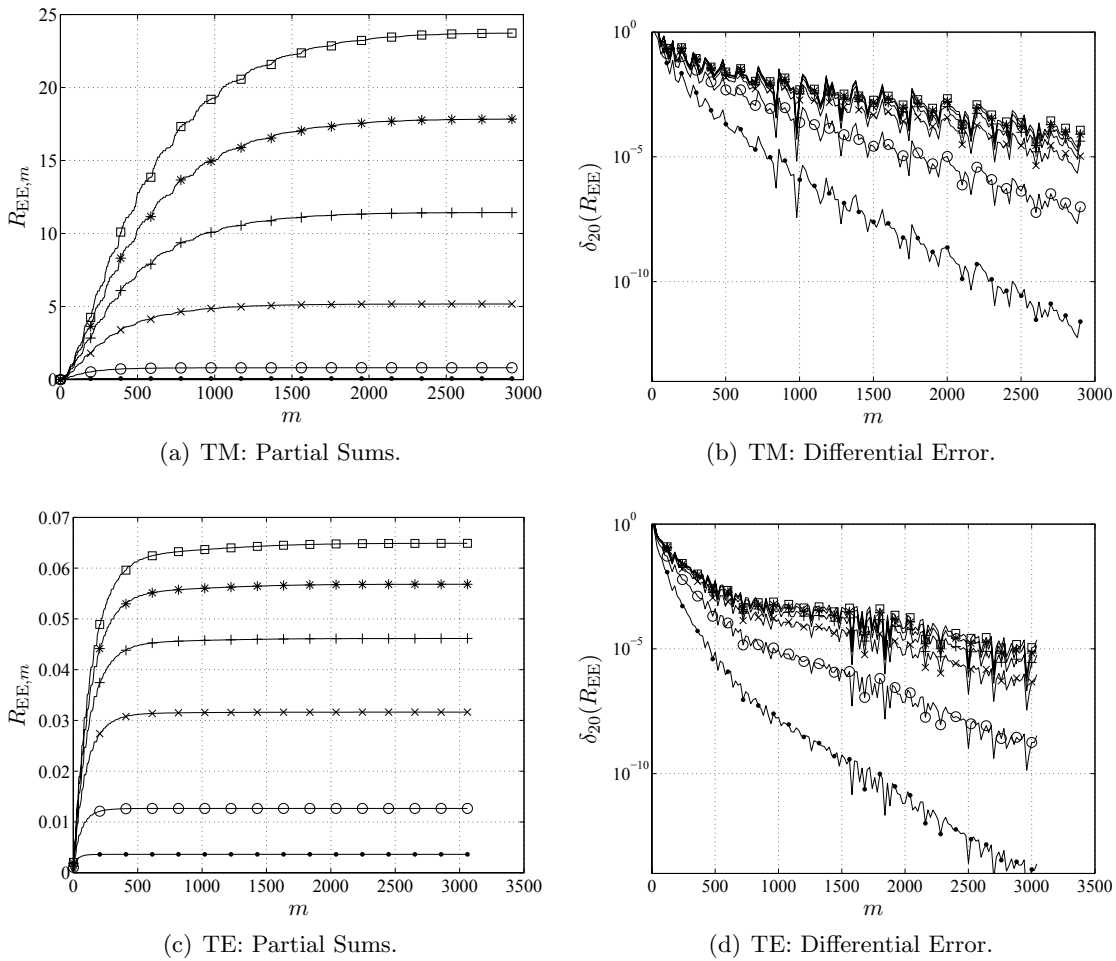 25
20
15
10
5
0
0 500 1000 1500 2000 2500 3000
R_EE,m
m
(a) TM: Partial Sums.
10^0
10^-5
10^-10
0 500 1000 1500 2000 2500 3000
δ_20(R_EE)
m
(b) TM: Differential Error.
0.07
0.06
0.05
0.04
0.03
0.02
0.01
0
0 500 1000 1500 2000 2500 3000 3500
R_EE,m
m
(c) TE: Partial Sums.
10^0
10^-5
10^-10
0 500 1000 1500 2000 2500 3000 3500
δ_20(R_EE)
m
(d) TE: Differential Error.